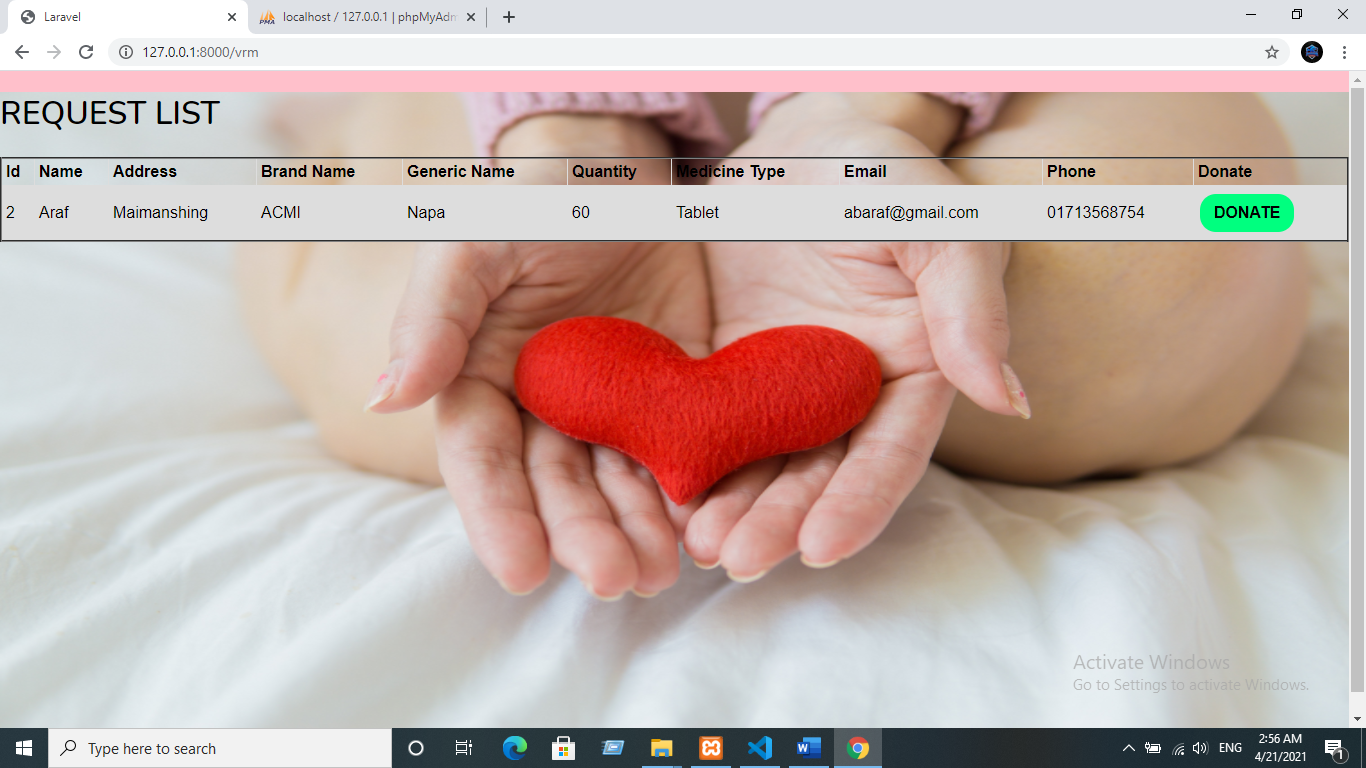 Laravel
localhost / 127.0.0.1 | phpMyAdm
127.0.0.1:8000/vrm
REQUEST LIST
Id Name Address Brand Name Generic Name Quantity Medicine Type Email Phone Donate
2 Araf Maimanshing ACMI Napa 60 Tablet abaraf@gmail.com 01713568754 DONATE
Activate Windows
Go to Settings to activate Windows.
Type here to search
ENG
2:56 AM
4/21/2021
1